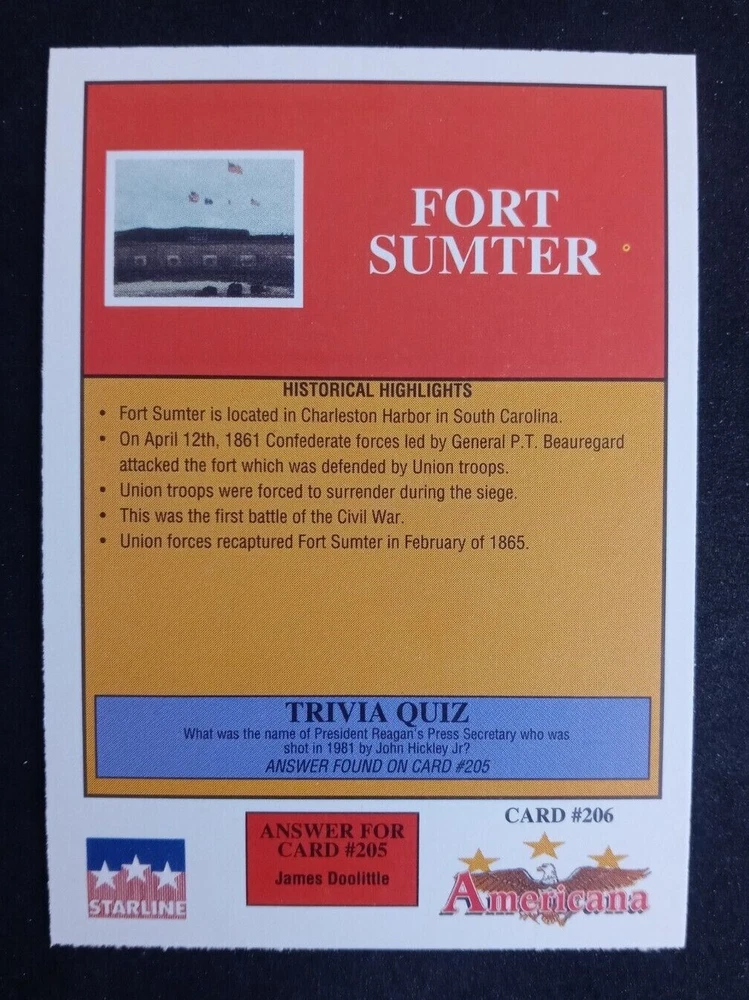 FORT
SUMTER
HISTORICAL HIGHLIGHTS
• Fort Sumter is located in Charleston Harbor in South Carolina.
• On April 12th, 1861 Confederate forces led by General P.T. Beauregard
attacked the fort which was defended by Union troops.
• Union troops were forced to surrender during the siege.
• This was the first battle of the Civil War.
• Union forces recaptured Fort Sumter in February of 1865.
TRIVIA QUIZ
What was the name of President Reagan's Press Secretary who was
shot in 1981 by John Hickley Jr?
ANSWER FOUND ON CARD #205
STARLINE
ANSWER FOR
CARD #205
James Doolittle
CARD #206
Americana